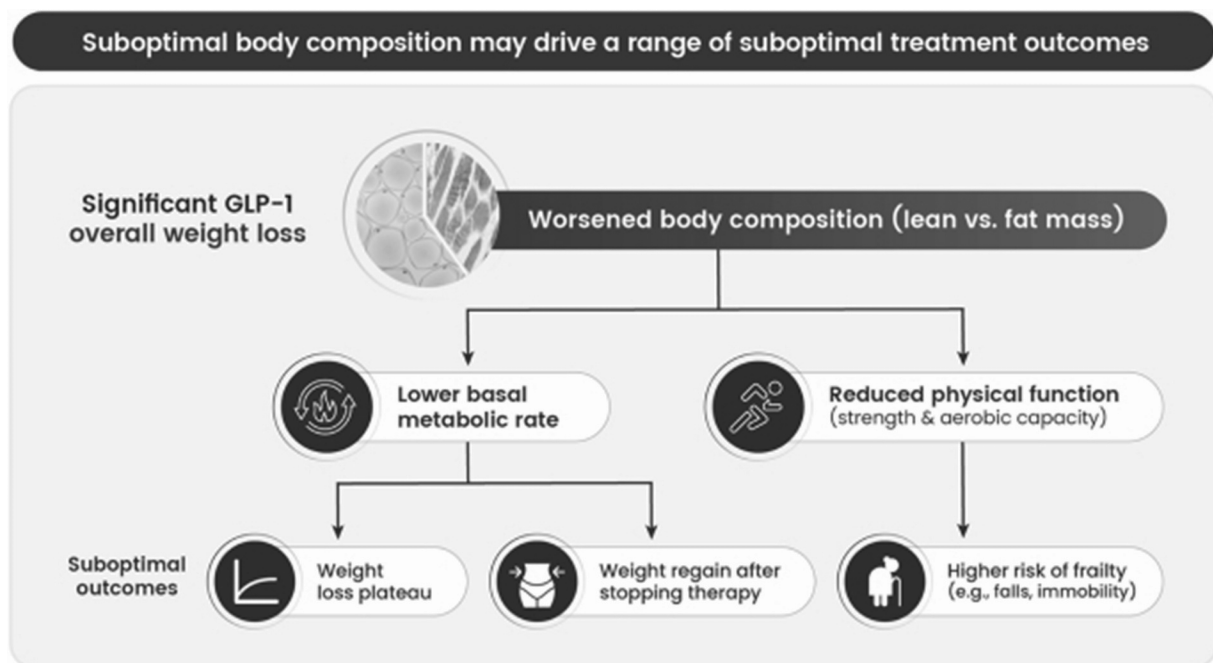 Suboptimal body composition may drive a range of suboptimal treatment outcomes
Significant GLP-1
overall weight loss
Worsened body composition (lean vs. fat mass)
Lower basal
metabolic rate
Reduced physical function
(strength & aerobic capacity)
Suboptimal
outcomes
Weight
loss plateau
Weight regain after
stopping therapy
Higher risk of frailty
(e.g., falls, immobility)